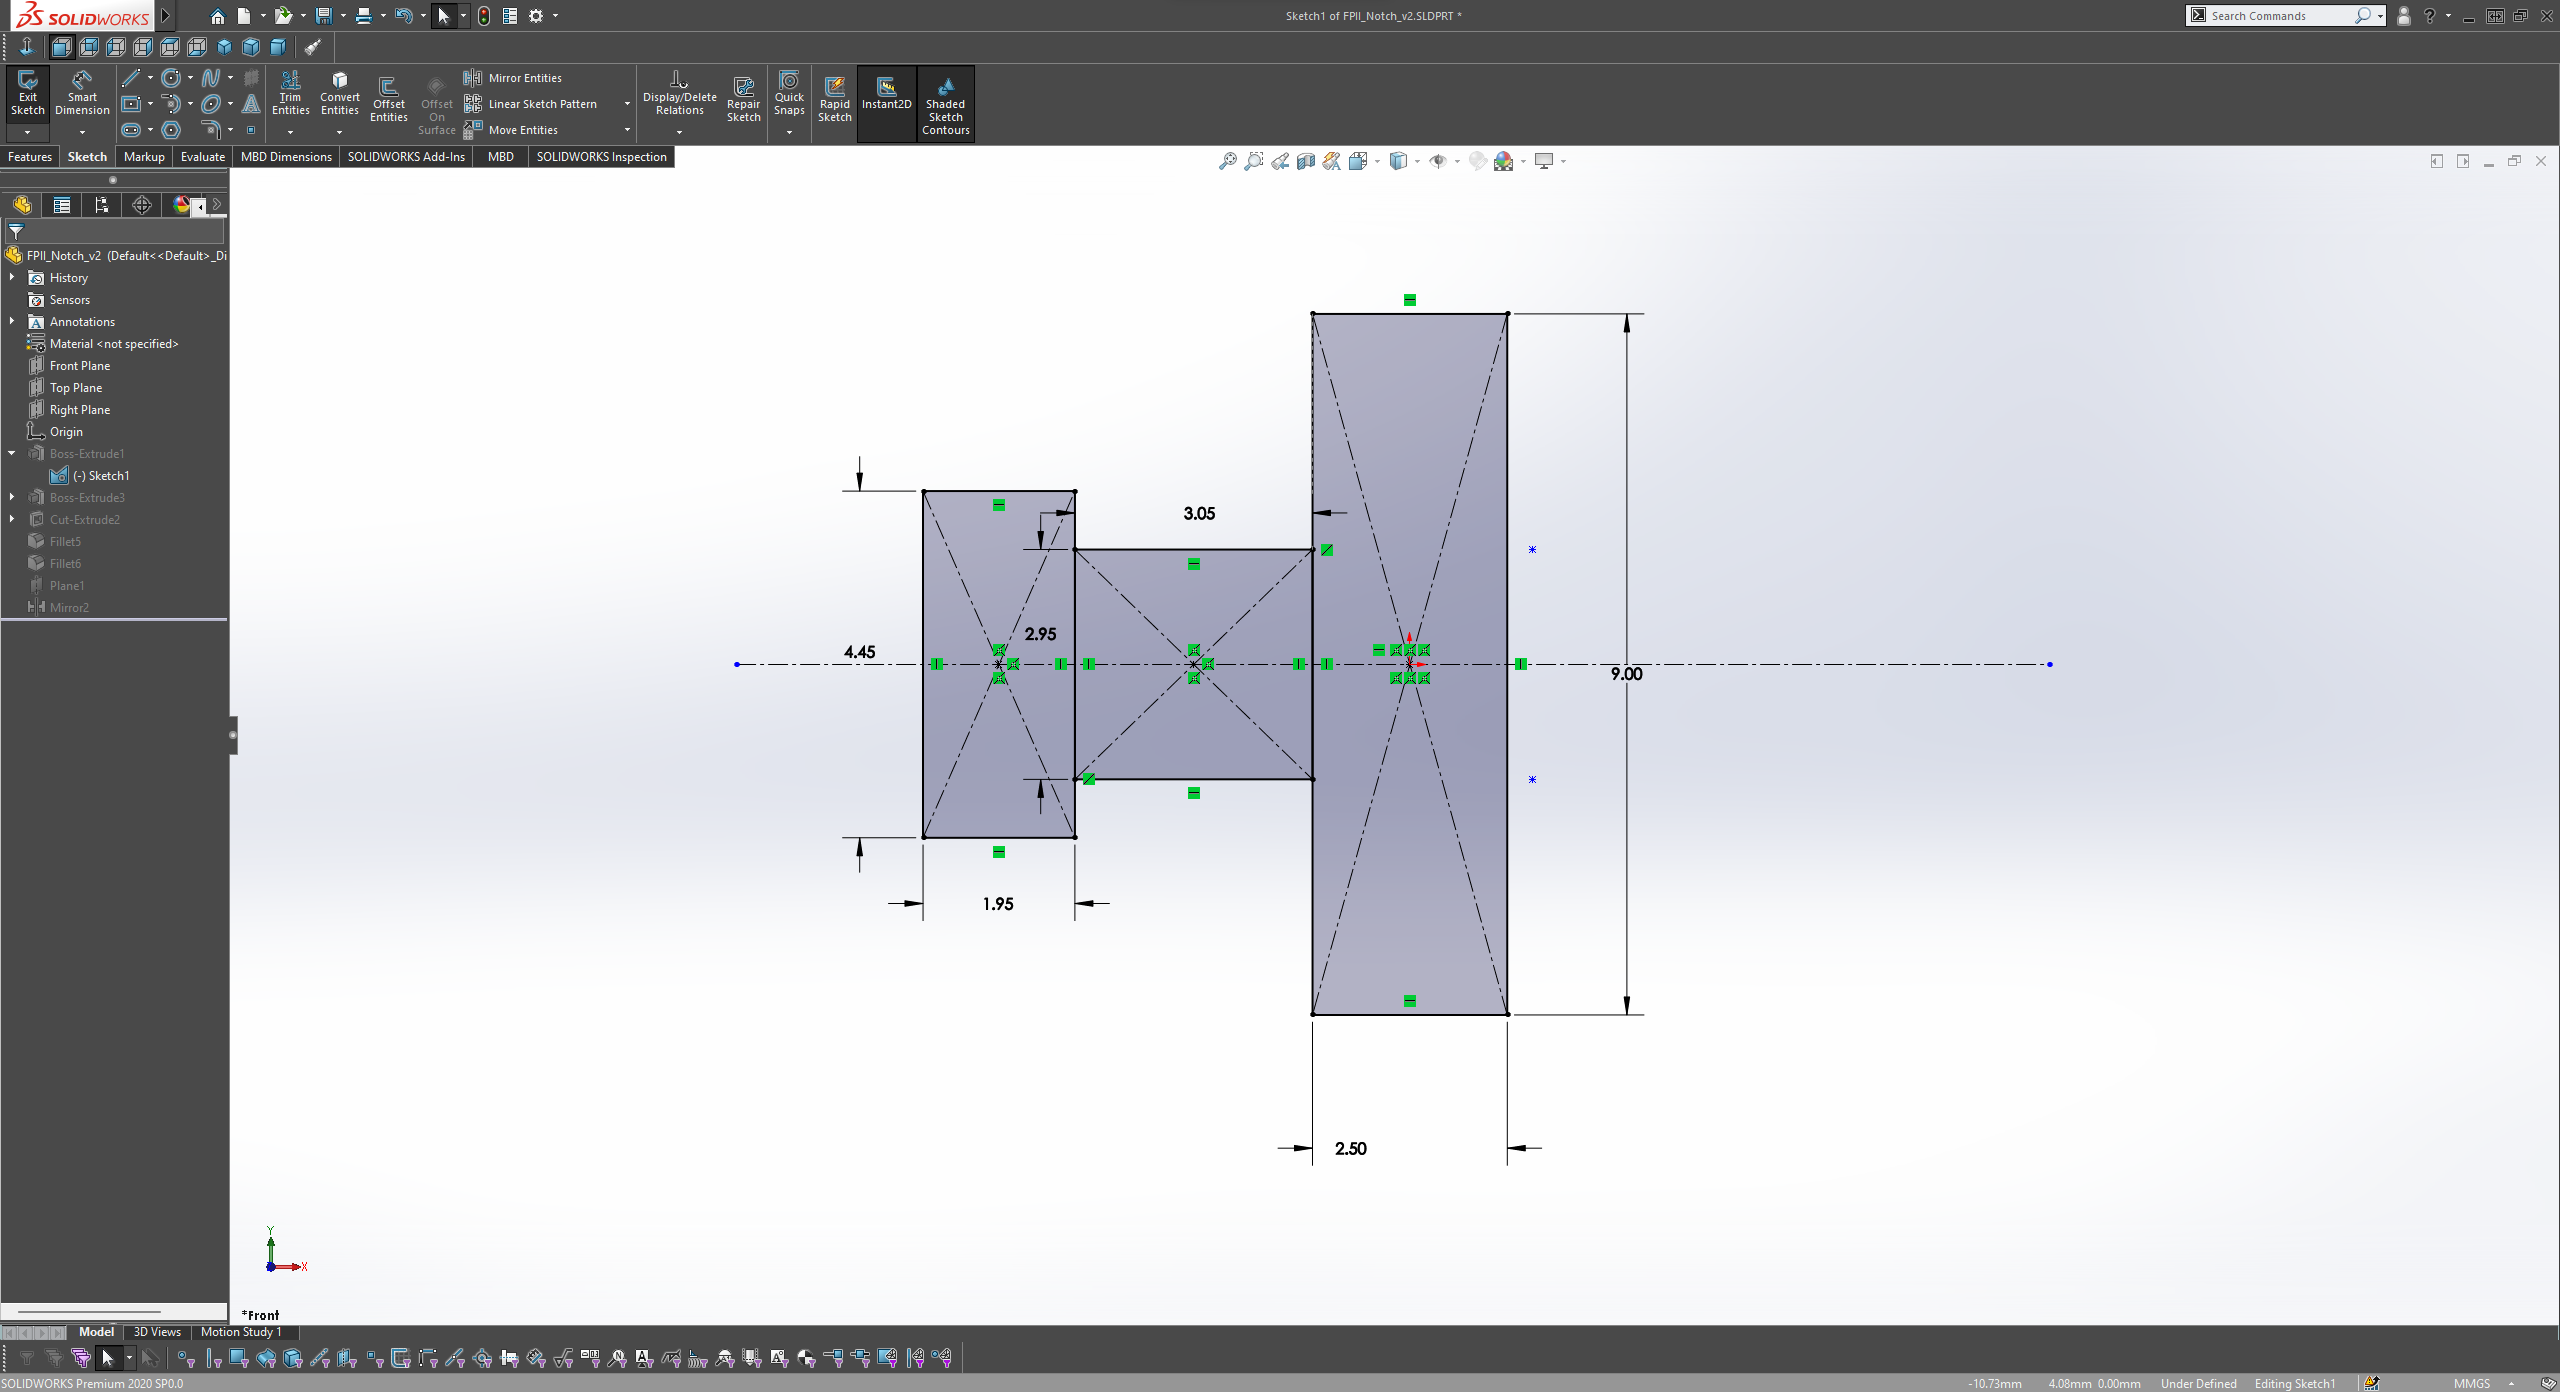 SOLIDWORKS
Sketch1 of FPII_Notch_v2.SLDPRT *
Search Commands
Exit Sketch
Smart Dimension
Trim Entities
Convert Entities
Offset Entities
Offset On Surface
Mirror Entities
Linear Sketch Pattern
Move Entities
Display/Delete Relations
Repair Sketch
Quick Snaps
Rapid Sketch
Instant2D
Shaded Sketch Contours
Features
Sketch
Markup
Evaluate
MBD Dimensions
SOLIDWORKS Add-Ins
MBD
SOLIDWORKS Inspection
FPII_Notch_v2 (Default<<Default>_Di
History
Sensors
Annotations
Material <not specified>
Front Plane
Top Plane
Right Plane
Origin
Boss-Extrude1
(-) Sketch1
Boss-Extrude3
Cut-Extrude2
Fillet5
Fillet6
Plane1
Mirror2
3.05
2.95
4.45
9.00
1.95
2.50
Y
X
*Front
Model
3D Views
Motion Study 1
SOLIDWORKS Premium 2020 SP0.0
-10.73mm
4.08mm 0.00mm
Under Defined
Editing Sketch1
MMGS